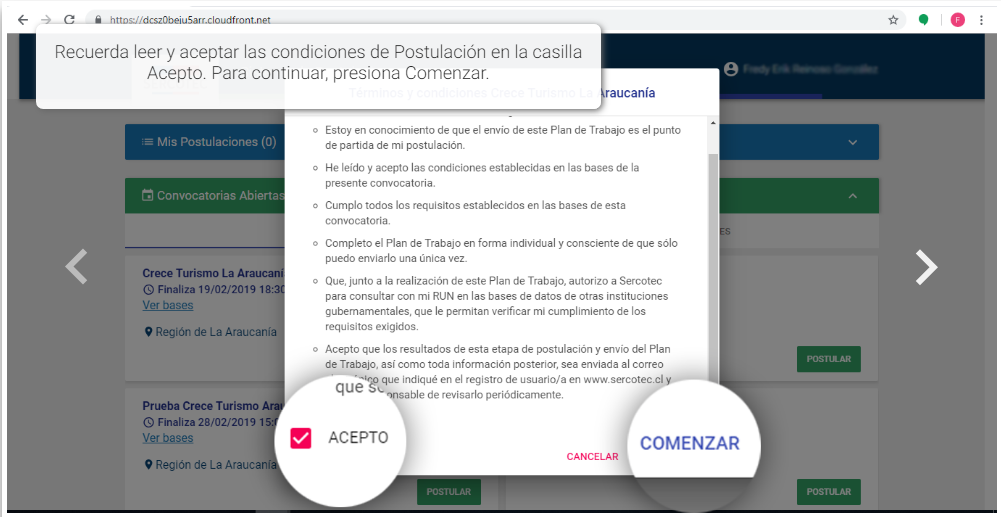 https://dcsz0beju5arr.cloudfront.net
F
Recuerda leer y aceptar las condiciones de Postulación en la casilla
Acepto. Para continuar, presiona Comenzar.
Términos y condiciones Crece Turismo La Araucanía
Mis Postulaciones (0)
Convocatorias Abiertas
ES
Estoy en conocimiento de que el envío de este Plan de Trabajo es el punto
de partida de mi postulación.
He leído y acepto las condiciones establecidas en las bases de la
presente convocatoria.
Cumplo todos los requisitos establecidos en las bases de esta
convocatoria.
Completo el Plan de Trabajo en forma individual y consciente de que sólo
puedo enviarlo una única vez.
Que, junto a la realización de este Plan de Trabajo, autorizo a Sercotec
para consultar con mi RUN en las bases de datos de otras instituciones
gubernamentales, que le permitan verificar mi cumplimiento de los
requisitos exigidos.
Acepto que los resultados de esta etapa de postulación y envío del Plan
de Trabajo, así como toda información posterior, sea enviada al correo
que indiqué en el registro de usuario/a en www.sercotec.cl y
de revisarlo periódicamente.
que
ACEPTO
CANCELAR
COMENZAR
Crece Turismo La Araucaní
Finaliza 19/02/2019 18:30
Ver bases
Región de La Araucanía
POSTULAR
Prueba Crece Turismo Arau
Finaliza 28/02/2019 15:0
Ver bases
Región de La Araucanía
POSTULAR
POSTULAR